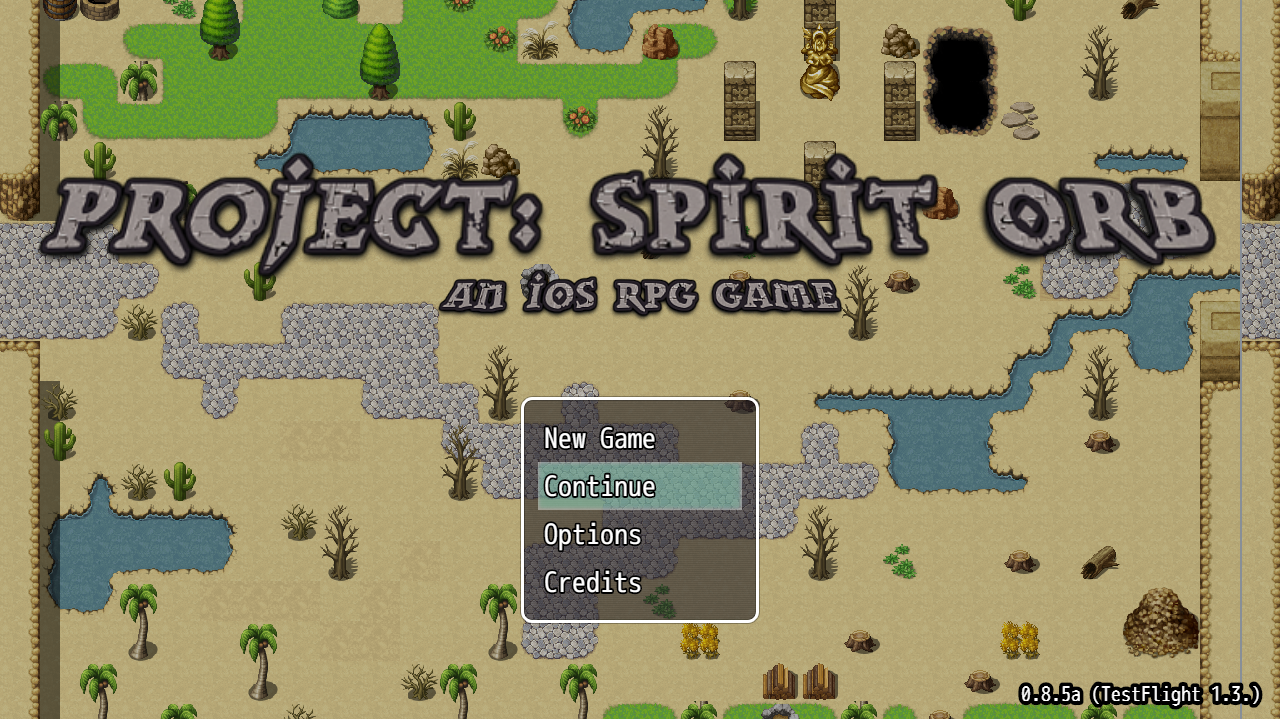 PROJECT: SPIRIT ORB
AN IOS RPG GAME
New Game
Continue
Options
Credits
0.8.5a (TestFlight 1.3.)